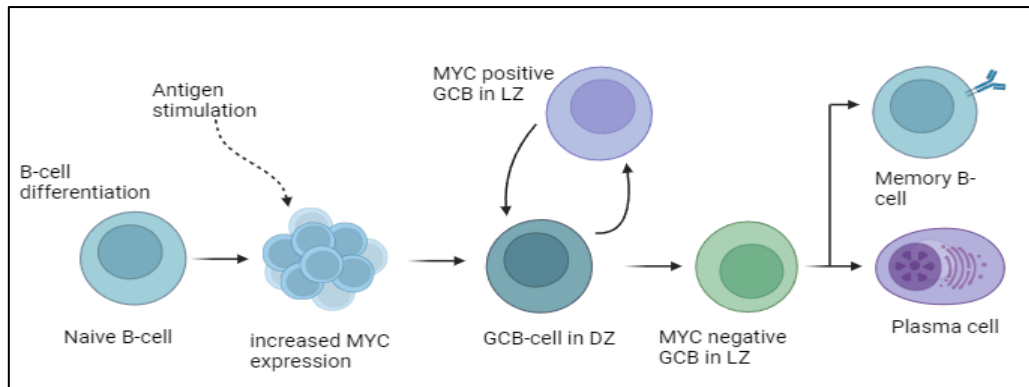 Antigen
stimulation
MYC positive
GCB in LZ
B-cell
differentiation
Memory B-
cell
Naive B-cell
increased MYC
expression
GCB-cell in DZ
MYC negative
GCB in LZ
Plasma cell